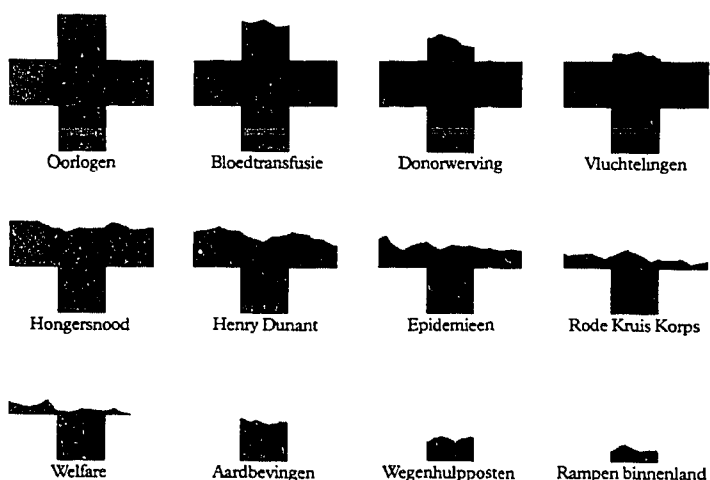 Oorlogen
Bloedtransfusie
Donorwerving
Vluchtelingen
Hongersnood
Henry Dunant
Epidemieen
Rode Kruis Korps
Welfare
Aardbevingen
Wegenhulpposten
Rampen binnenland